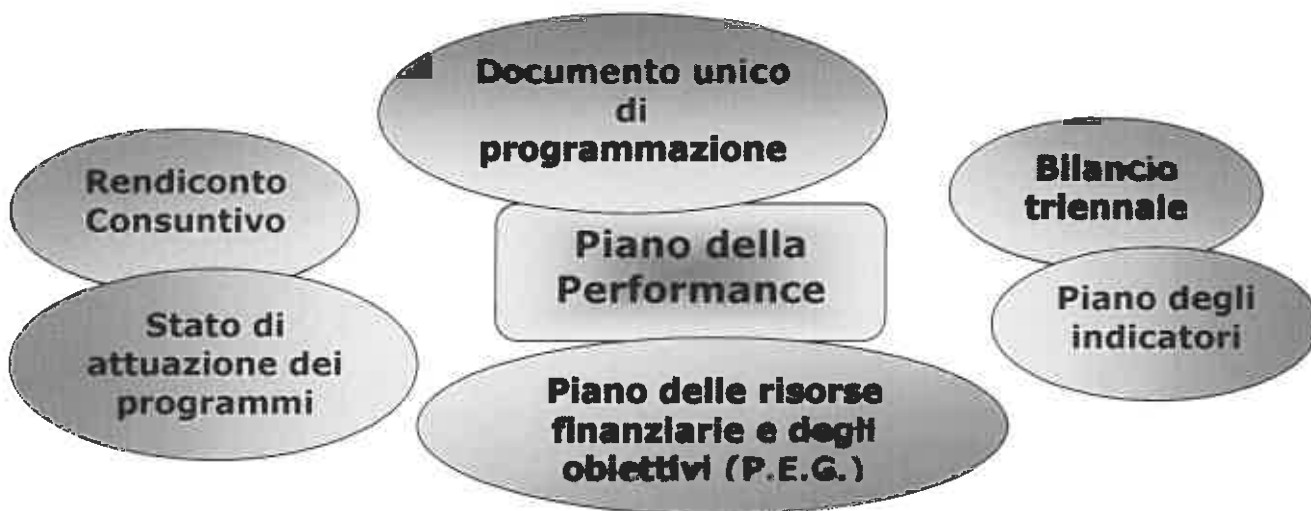 Documento unico
di
programmazione
Rendiconto
Consuntivo
Bilancio
triennale
Piano della
Performance
Stato di
attuazione dei
programmi
Piano degli
indicatori
Piano delle risorse
finanziarie e degli
obiettivi (P.E.G.)